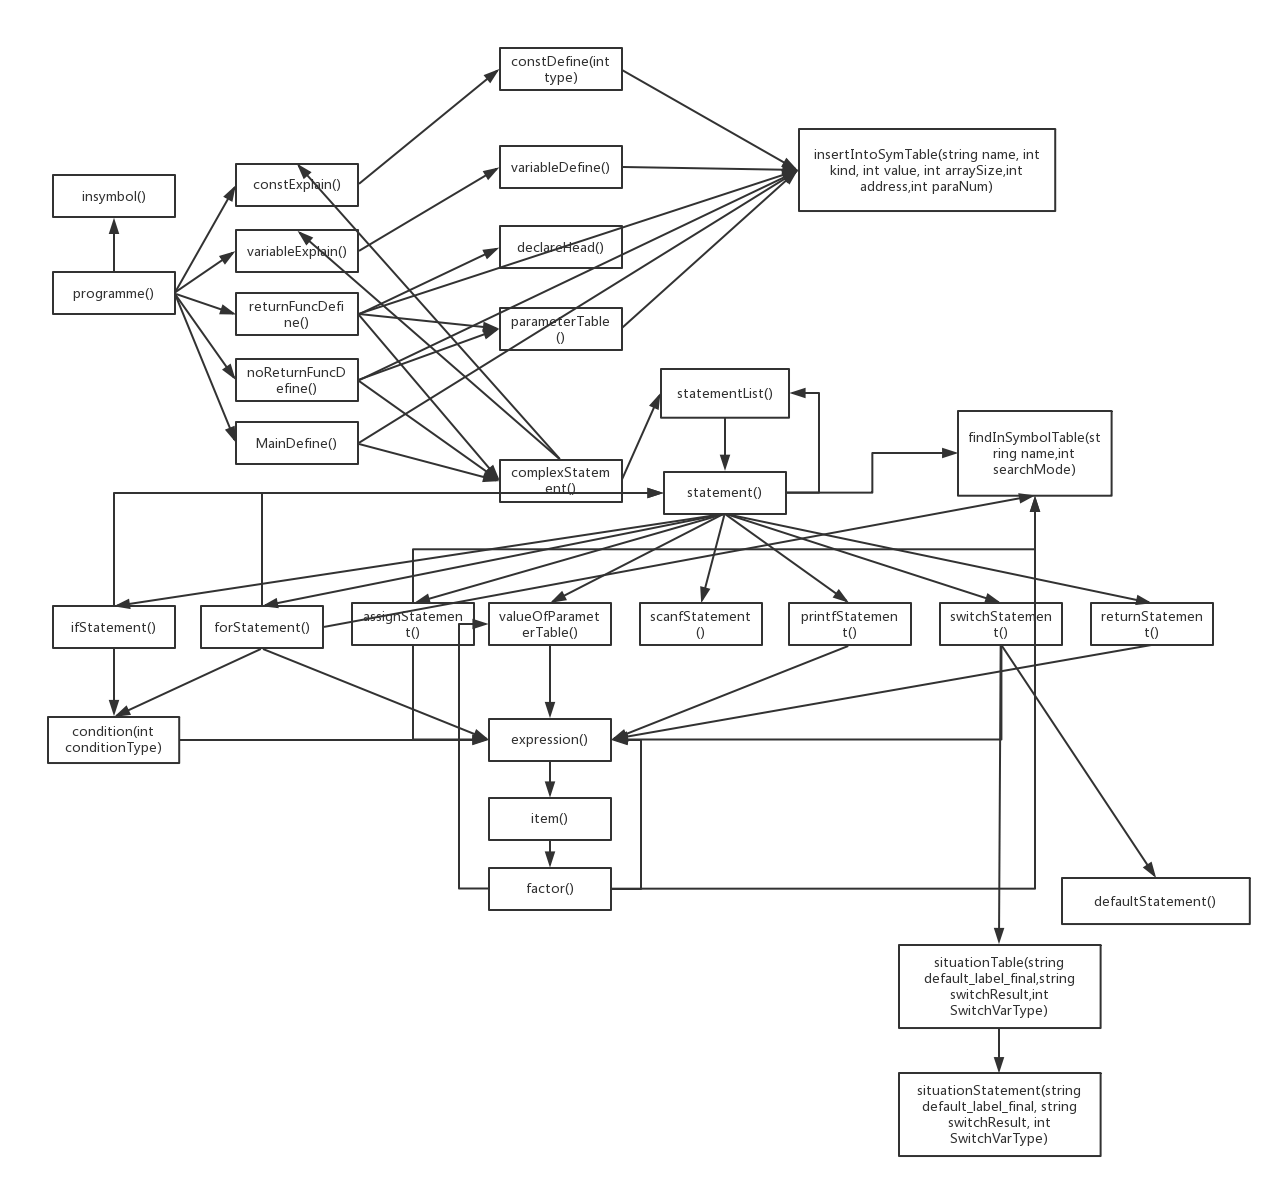 constDefine(int
type)
insertIntoSymTable(string name, int
kind, int value, int arraySize,int
address,int paraNum)
variableDefine()
constExplain()
insymbol()
variableExplain()
declareHead()
programme()
returnFuncDefi
ne()
parameterTable
()
noReturnFuncD
efine()
statementList()
MainDefine()
findInSymbolTable(st
ring name,int
searchMode)
complexStatem
ent()
statement()
ifStatement()
forStatement()
assignStatemen
t()
valueOfParamet
erTable()
scanfStatement
()
printfStatemen
t()
switchStatemen
t()
returnStatemen
t()
condition(int
conditionType)
expression()
item()
factor()
defaultStatement()
situationTable(string
default_label_final,string
switchResult,int
SwitchVarType)
situationStatement(string
default_label_final, string
switchResult, int
SwitchVarType)